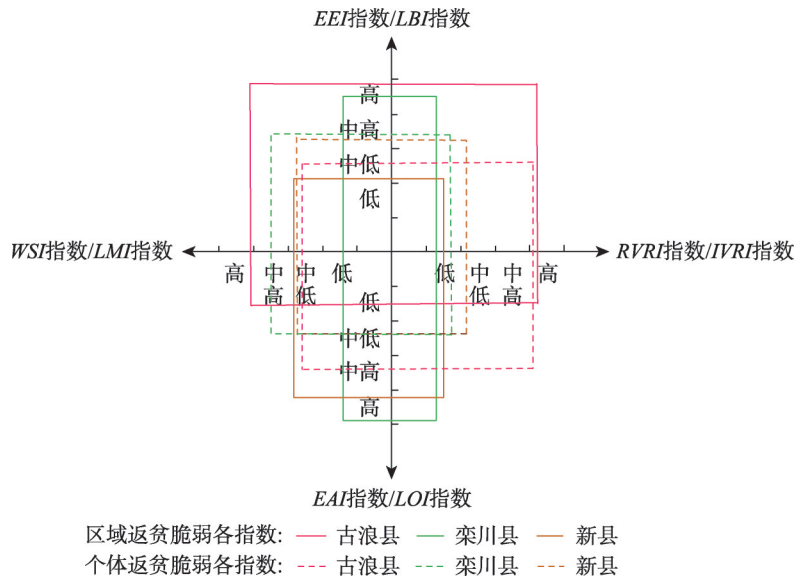 EEI指数/LBI指数
高
中高
中低
低
WSI指数/LMI指数
RVRI指数/IVRI指数
高 中高 中低 低 低 中低 中高 高
低
中低
中高
高
EAI指数/LOI指数
区域返贫脆弱各指数: 古浪县 栾川县 新县
个体返贫脆弱各指数: 古浪县 栾川县 新县